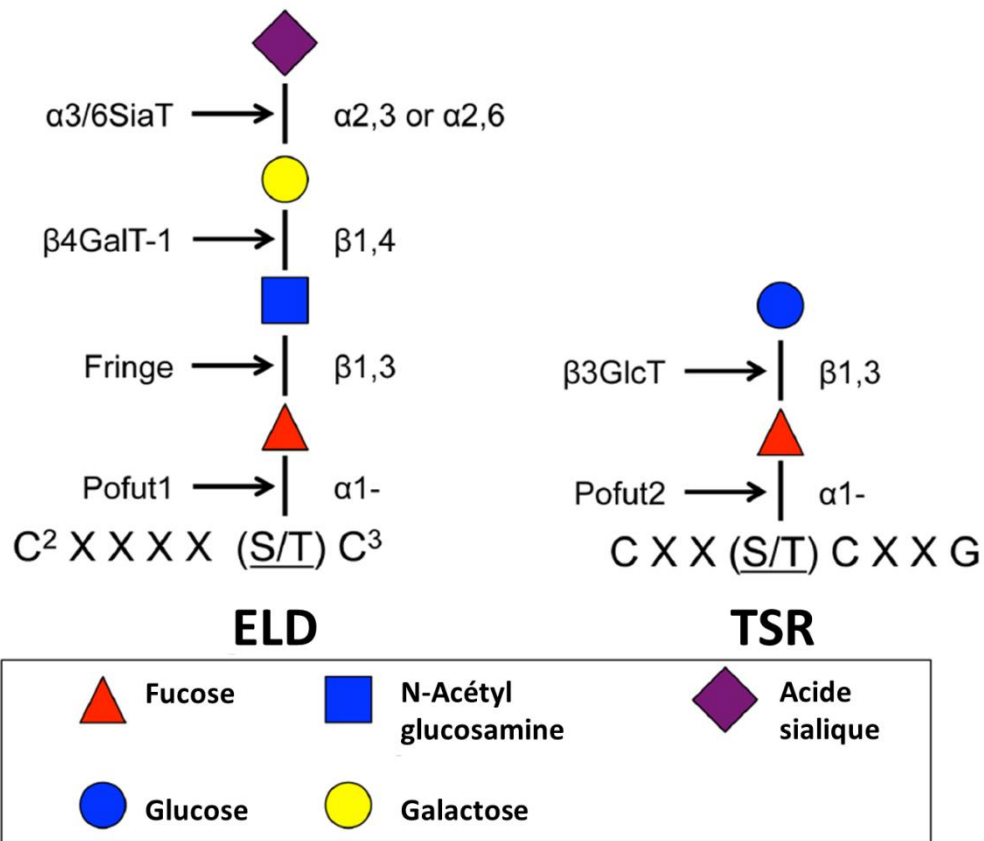 α3/6SiaT α2,3 or α2,6
β4GalT-1 β1,4
Fringe β1,3
β3GlcT β1,3
Pofut1 α1-
Pofut2 α1-
C² X X X X (S/T) C³
C X X (S/T) C X X G
ELD
TSR
Fucose
N-Acétyl
glucosamine
Acide
sialique
Glucose
Galactose